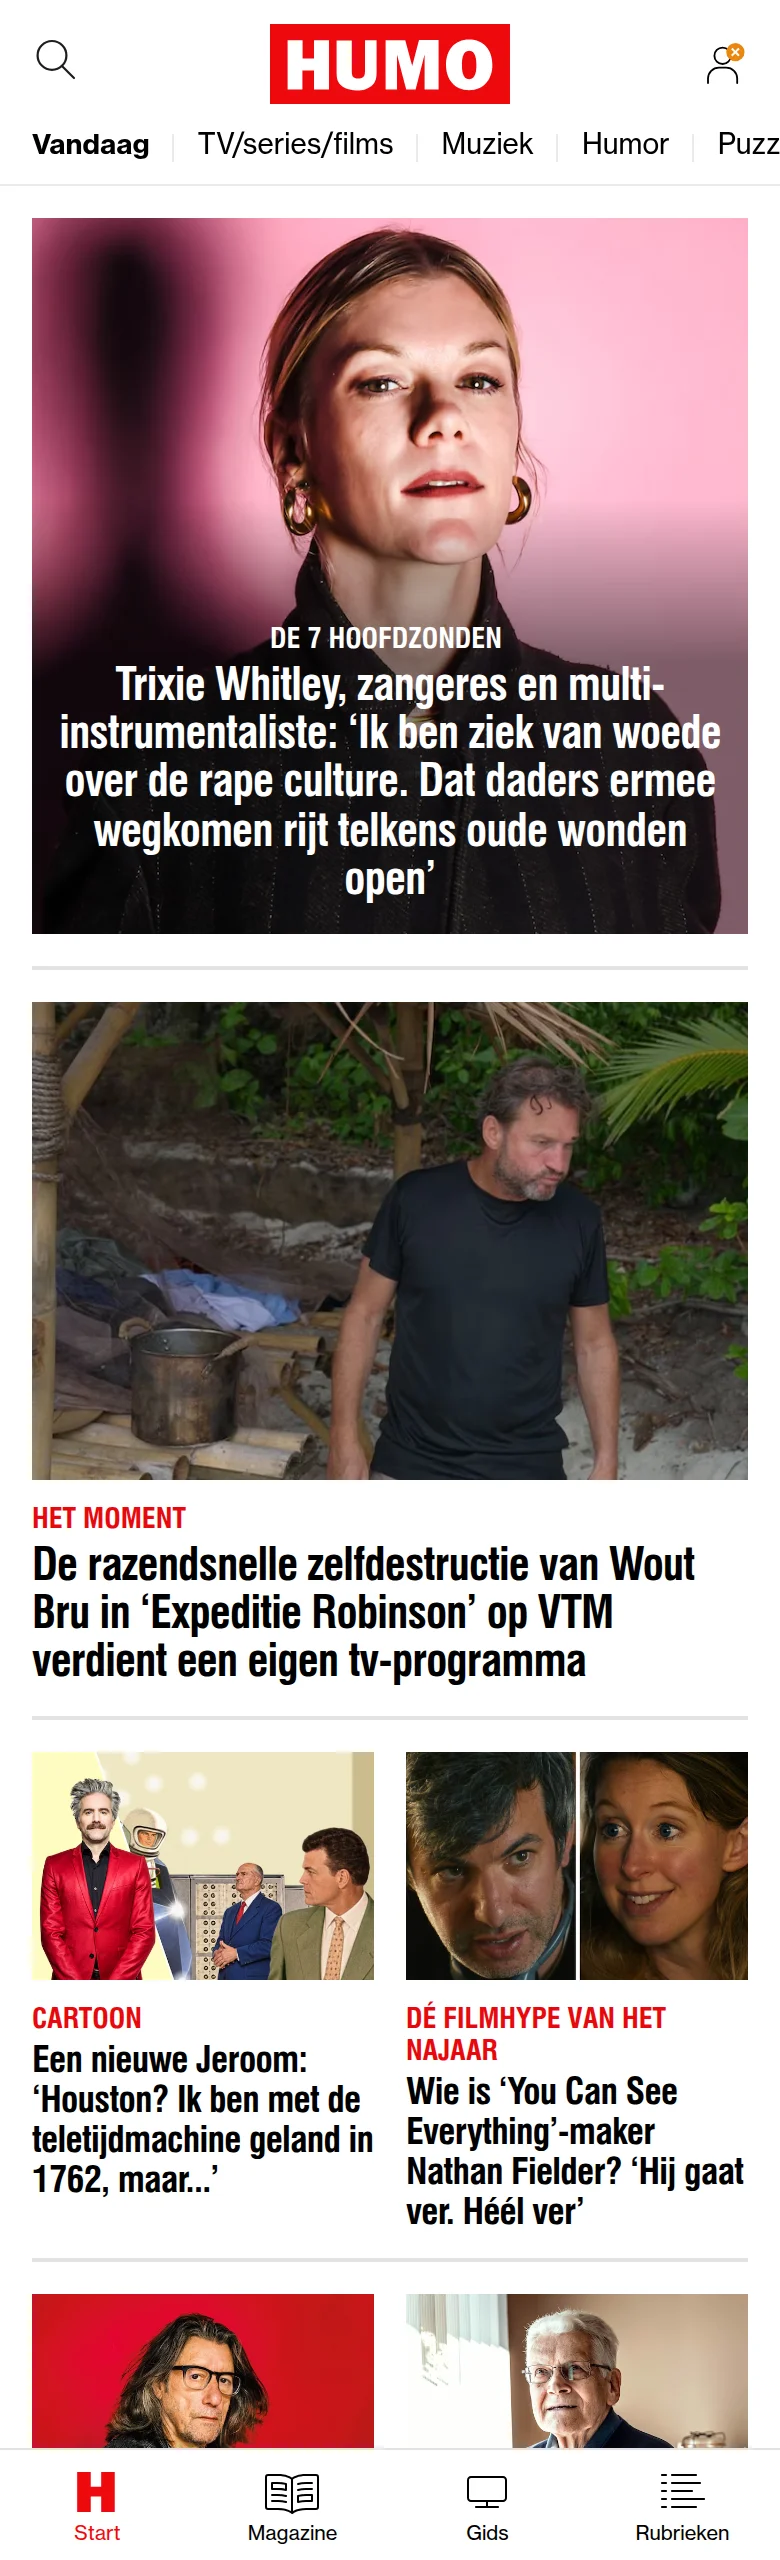 HUMO
Vandaag
TV/series/films
Muziek
Humor
Puzz
DE 7 HOOFDZONDEN
Trixie Whitley, zangeres en multi-
instrumentaliste: ‘Ik ben ziek van woede
over de rape culture. Dat daders ermee
wegkomen rijt telkens oude wonden
open’
HET MOMENT
De razendsnelle zelfdestructie van Wout
Bru in ‘Expeditie Robinson’ op VTM
verdient een eigen tv-programma
CARTOON
Een nieuwe Jeroom:
‘Houston? Ik ben met de
teletijdmachine geland in
1762, maar...’
DÉ FILMHYPE VAN HET
NAJAAR
Wie is ‘You Can See
Everything’-maker
Nathan Fielder? ‘Hij gaat
ver. Héél ver’
H
Start
Magazine
Gids
Rubrieken